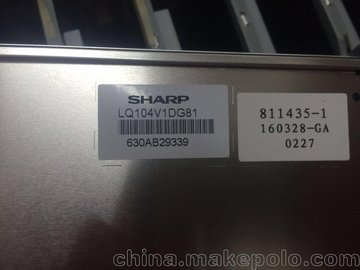 SHARP
LQ104V1DG81
630AB29339
811435-1
160328-GA
0227
china.makepolo.com